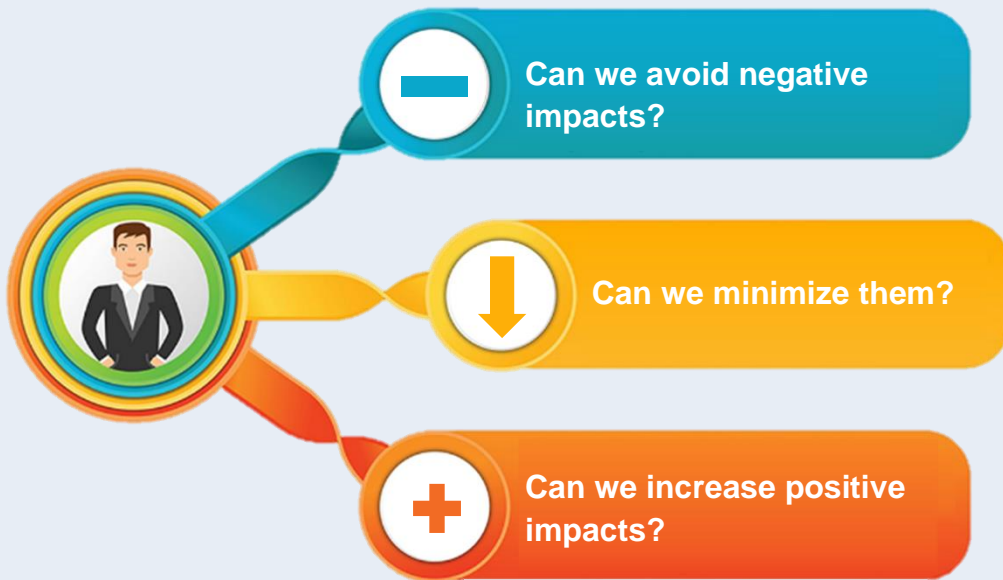 Can we avoid negative
impacts?
Can we minimize them?
Can we increase positive
impacts?